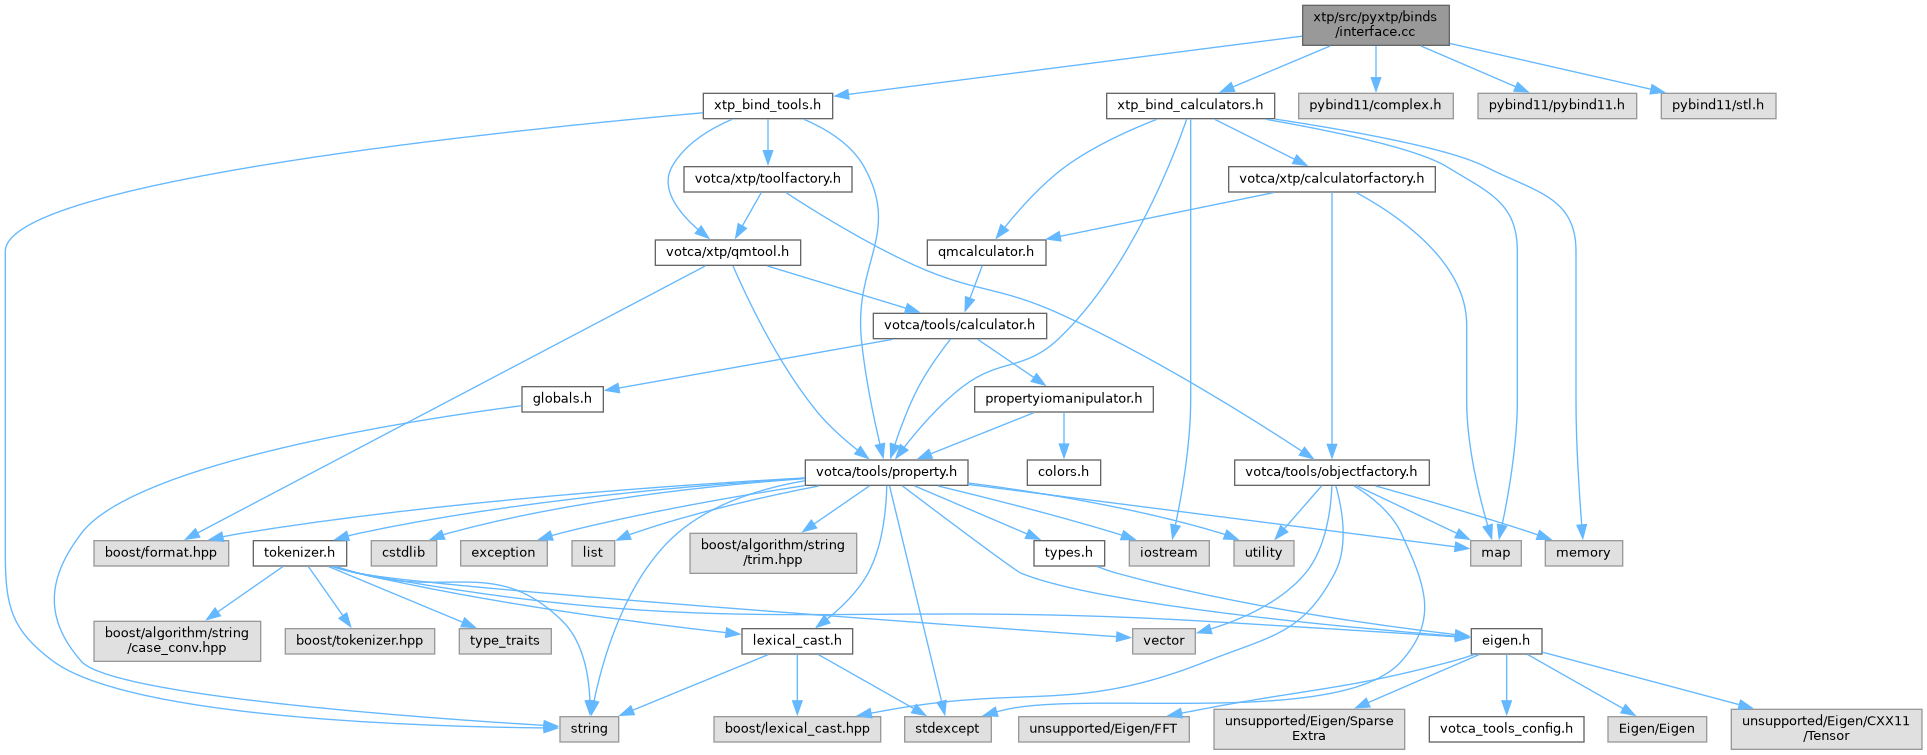 xtp/src/pyxtp/binds
/interface.cc
xtp_bind_tools.h
xtp_bind_calculators.h
pybind11/complex.h
pybind11/pybind11.h
pybind11/stl.h
votca/xtp/toolfactory.h
votca/xtp/calculatorfactory.h
votca/xtp/qmtool.h
qmcalculator.h
votca/tools/calculator.h
globals.h
propertyiomanipulator.h
votca/tools/property.h
colors.h
votca/tools/objectfactory.h
boost/format.hpp
tokenizer.h
cstdlib
exception
list
boost/algorithm/string
/trim.hpp
types.h
iostream
utility
map
memory
boost/algorithm/string
/case_conv.hpp
boost/tokenizer.hpp
type_traits
lexical_cast.h
vector
eigen.h
string
boost/lexical_cast.hpp
stdexcept
unsupported/Eigen/FFT
unsupported/Eigen/Sparse
Extra
votca_tools_config.h
Eigen/Eigen
unsupported/Eigen/CXX11
/Tensor